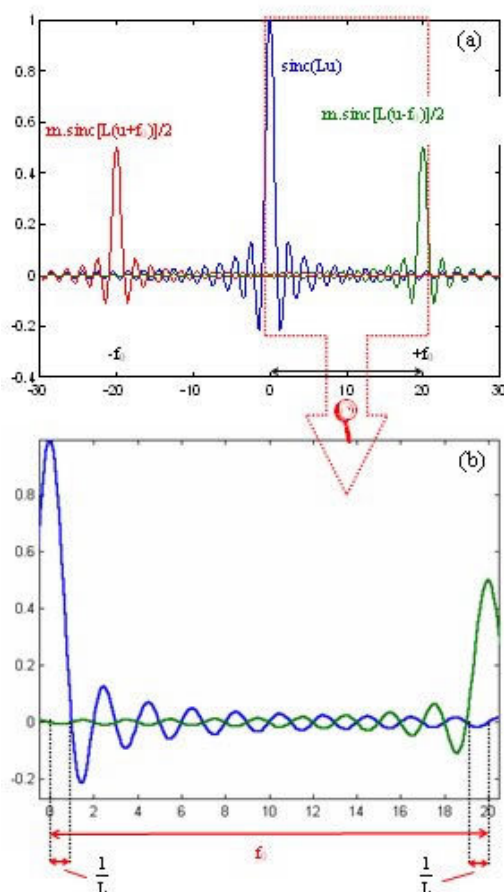 (a)
1
sinc(Lu)
0.8
m.sinc[L(u+f₀)]/2
m.sinc[L(u-f₀)]/2
0.6
0.4
0.2
0
-0.2
-f₀
+f₀
-0.4
-30 -20 -10 0 10 20 30
(b)
0.8
0.6
0.4
0.2
0
-0.2
0 2 4 6 8 10 12 14 16 18 20
f₀
1/L
1/L